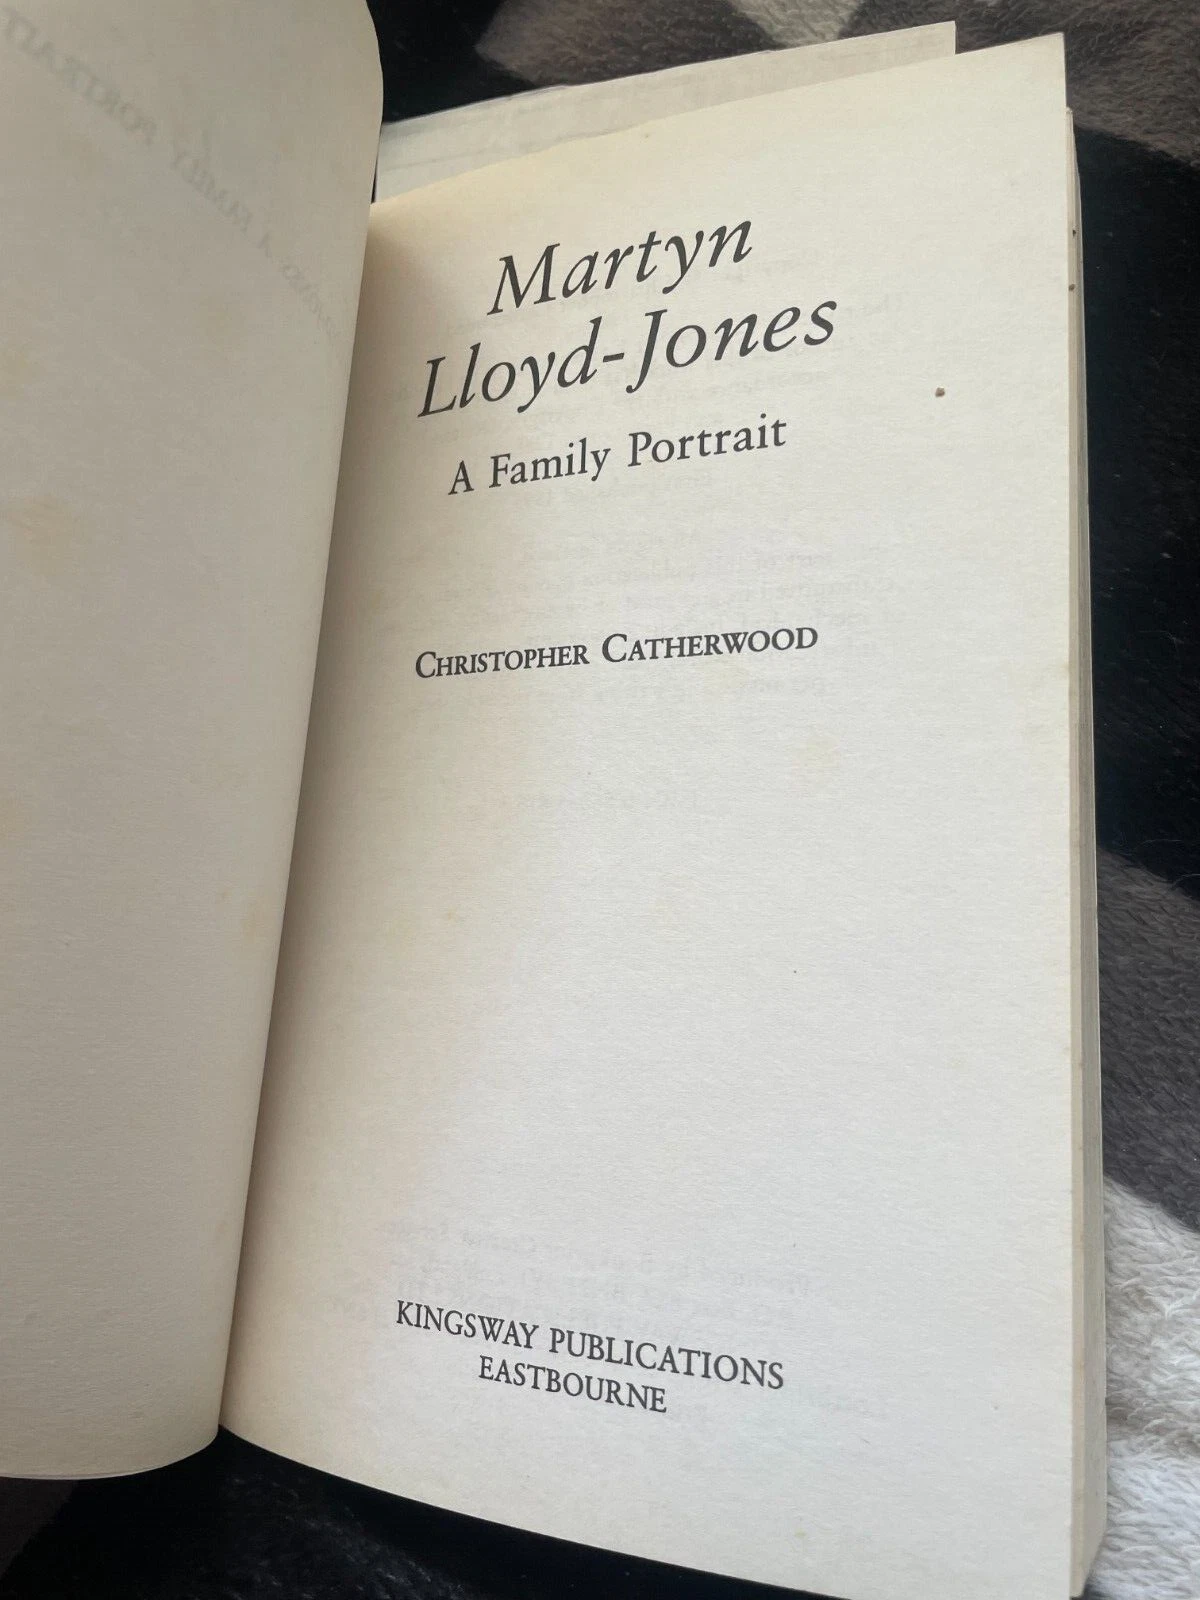 Martyn
Lloyd-Jones
A Family Portrait
CHRISTOPHER CATHERWOOD
KINGSWAY PUBLICATIONS
EASTBOURNE